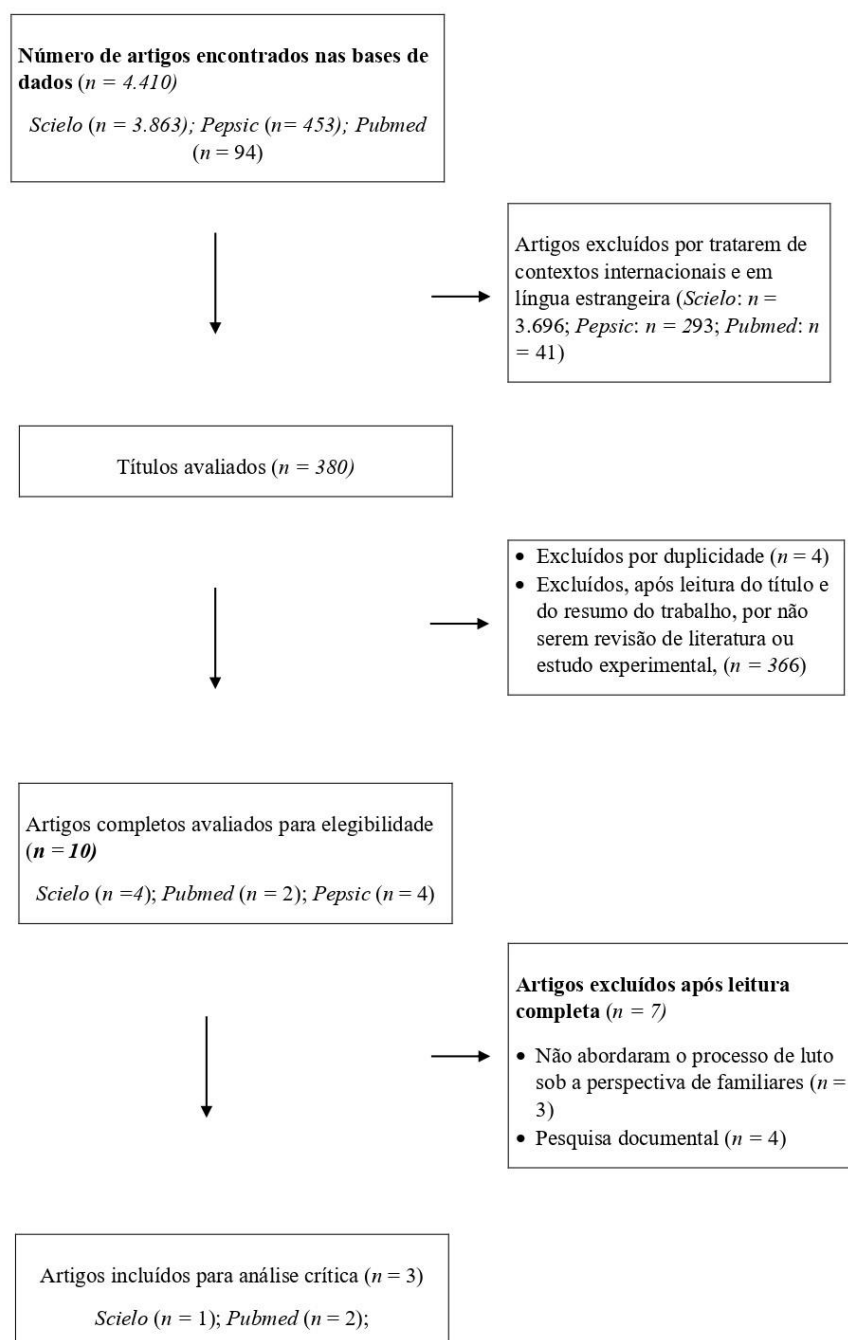 Número de artigos encontrados nas bases de
dados (n = 4.410)
Scielo (n = 3.863); Pepsic (n= 453); Pubmed
(n = 94)
Artigos excluídos por tratarem de
contextos internacionais e em
língua estrangeira (Scielo: n =
3.696; Pepsic: n = 293; Pubmed: n
= 41)
Títulos avaliados (n = 380)
• Excluídos por duplicidade (n = 4)
• Excluídos, após leitura do título e
do resumo do trabalho, por não
serem revisão de literatura ou
estudo experimental, (n = 366)
Artigos completos avaliados para elegibilidade
(n = 10)
Scielo (n =4); Pubmed (n = 2); Pepsic (n = 4)
Artigos excluídos após leitura
completa (n = 7)
• Não abordaram o processo de luto
sob a perspectiva de familiares (n =
3)
• Pesquisa documental (n = 4)
Artigos incluídos para análise crítica (n = 3)
Scielo (n = 1); Pubmed (n = 2);